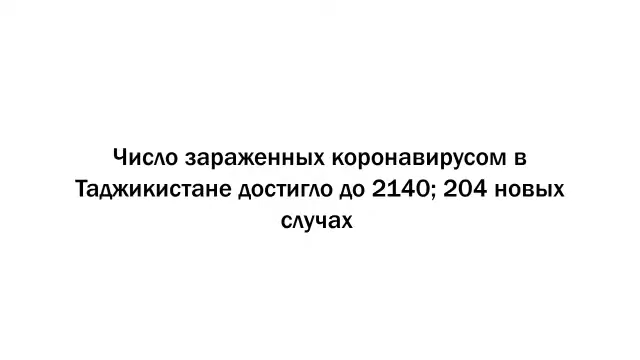 Число зараженных коронавирусом в
Таджикистане достигло до 2140; 204 новых
случах